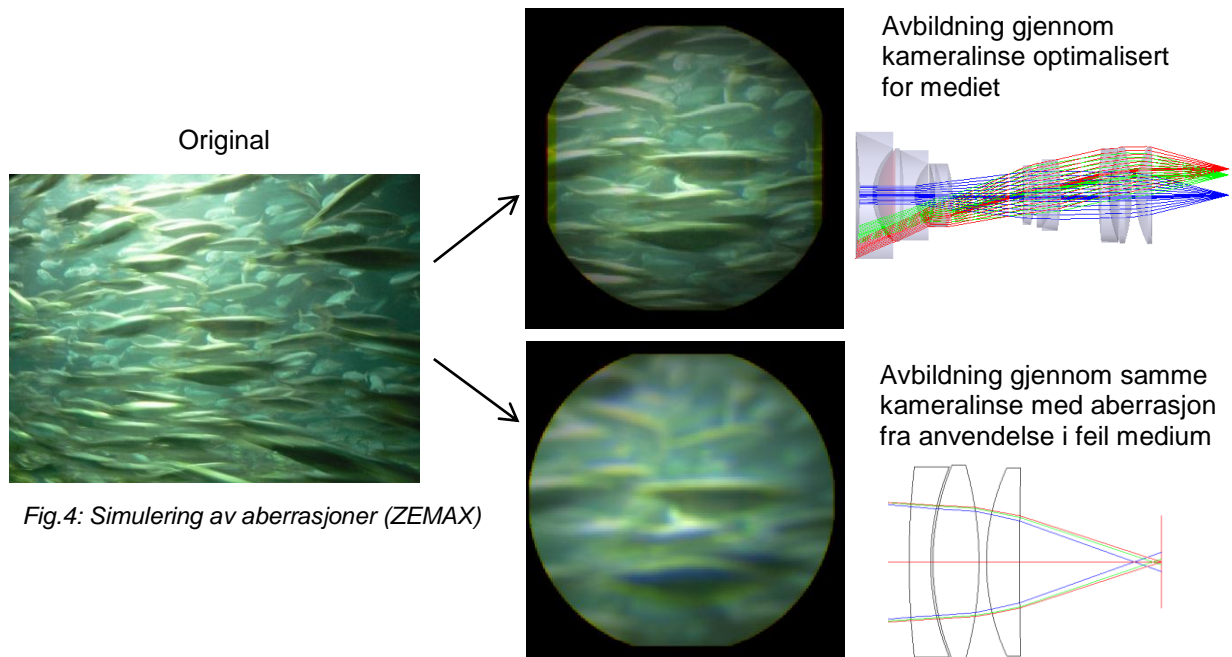 Original
Fig.4: Simulering av aberrasjoner (ZEMAX)
Avbildning gjennom
kameralinse optimalisert
for mediet
Avbildning gjennom samme
kameralinse med aberrasjon
fra anvendelse i feil medium